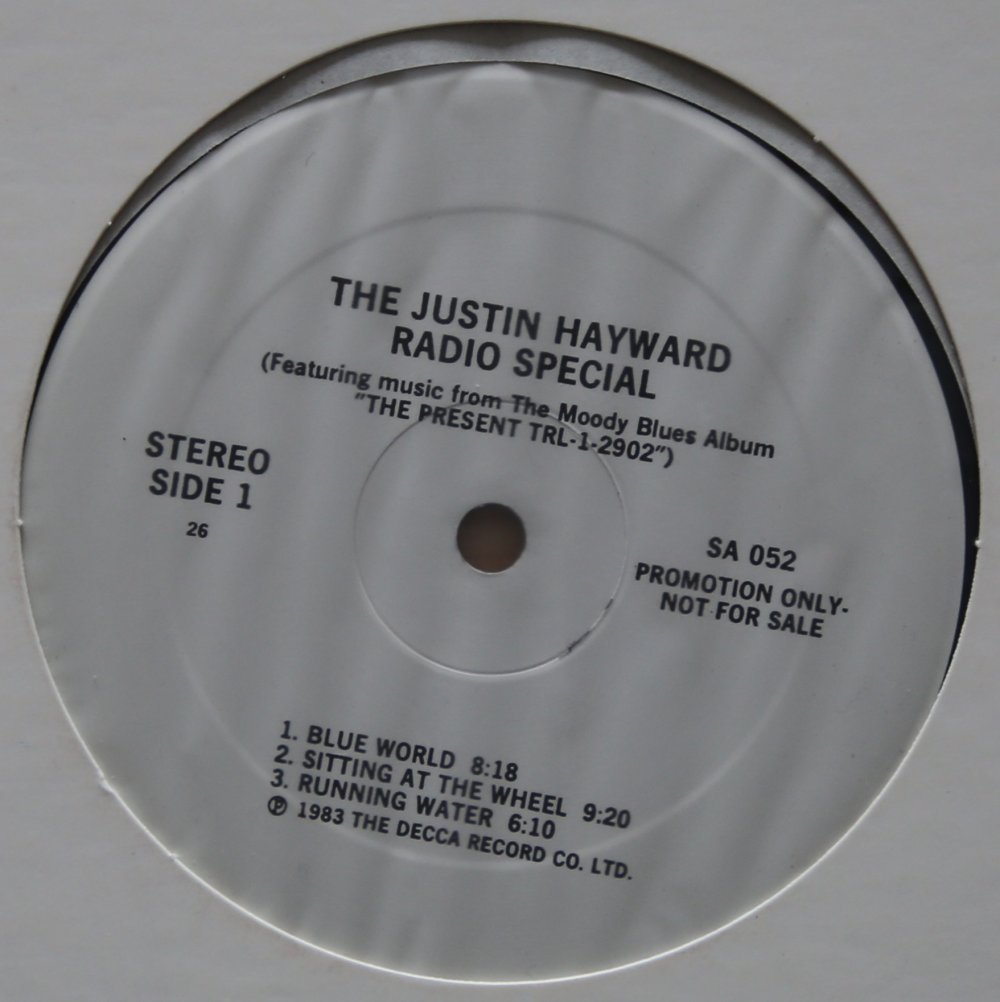 THE JUSTIN HAYWARD
RADIO SPECIAL
(Featuring music from The Moody Blues Album
"THE PRESENT TRL-1-2902")
STEREO
SIDE 1
26
SA 052
PROMOTION ONLY-
NOT FOR SALE
1. BLUE WORLD 8:18
2. SITTING AT THE WHEEL 9:20
3. RUNNING WATER 6:10
℗ 1983 THE DECCA RECORD CO. LTD.